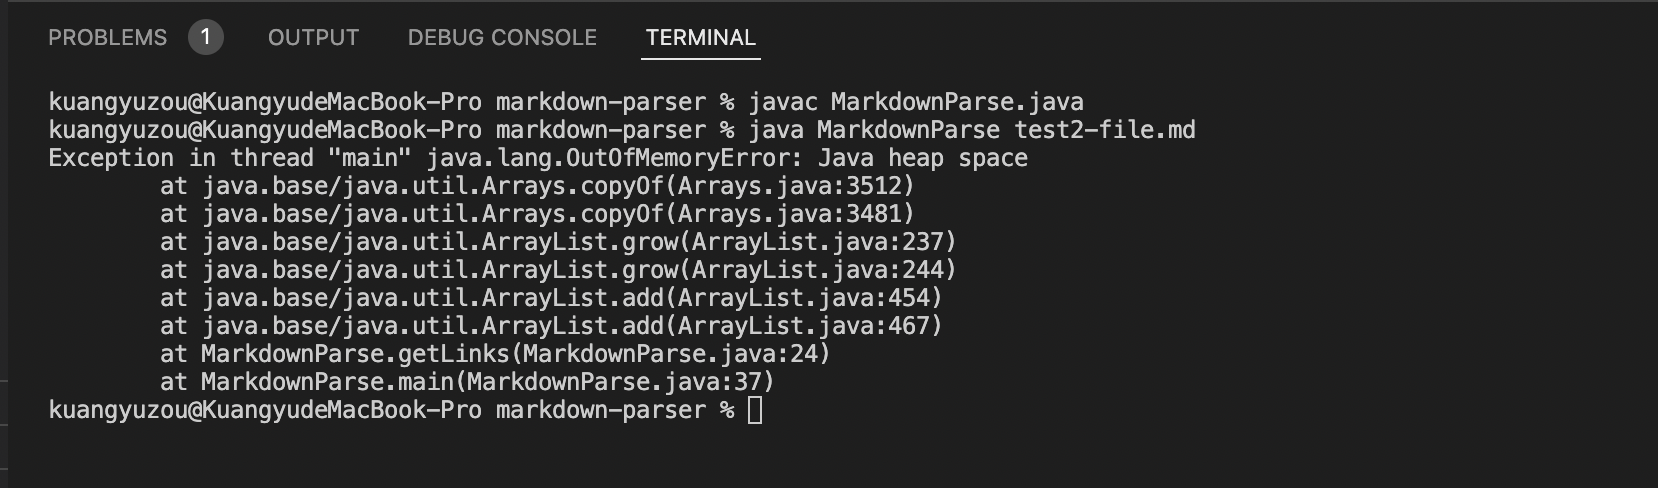 PROBLEMS 1 OUTPUT DEBUG CONSOLE TERMINAL
kuangyuzou@KuangyudeMacBook-Pro markdown-parser % javac MarkdownParse.java
kuangyuzou@KuangyudeMacBook-Pro markdown-parser % java MarkdownParse test2-file.md
Exception in thread "main" java.lang.OutOfMemoryError: Java heap space
        at java.base/java.util.Arrays.copyOf(Arrays.java:3512)
        at java.base/java.util.Arrays.copyOf(Arrays.java:3481)
        at java.base/java.util.ArrayList.grow(ArrayList.java:237)
        at java.base/java.util.ArrayList.grow(ArrayList.java:244)
        at java.base/java.util.ArrayList.add(ArrayList.java:454)
        at java.base/java.util.ArrayList.add(ArrayList.java:467)
        at MarkdownParse.getLinks(MarkdownParse.java:24)
        at MarkdownParse.main(MarkdownParse.java:37)
kuangyuzou@KuangyudeMacBook-Pro markdown-parser %